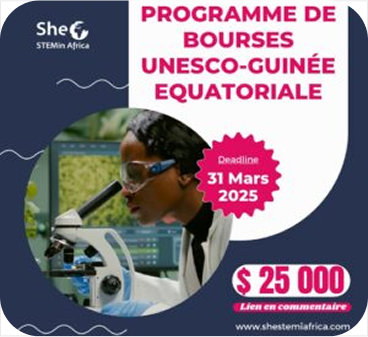 She
STEMin Africa
PROGRAMME DE
BOURSES
UNESCO-GUINÉE
EQUATORIALE
Deadline
31 Mars
2025
$ 25 000
Lien en commentaire
www.shestemiafrica.com